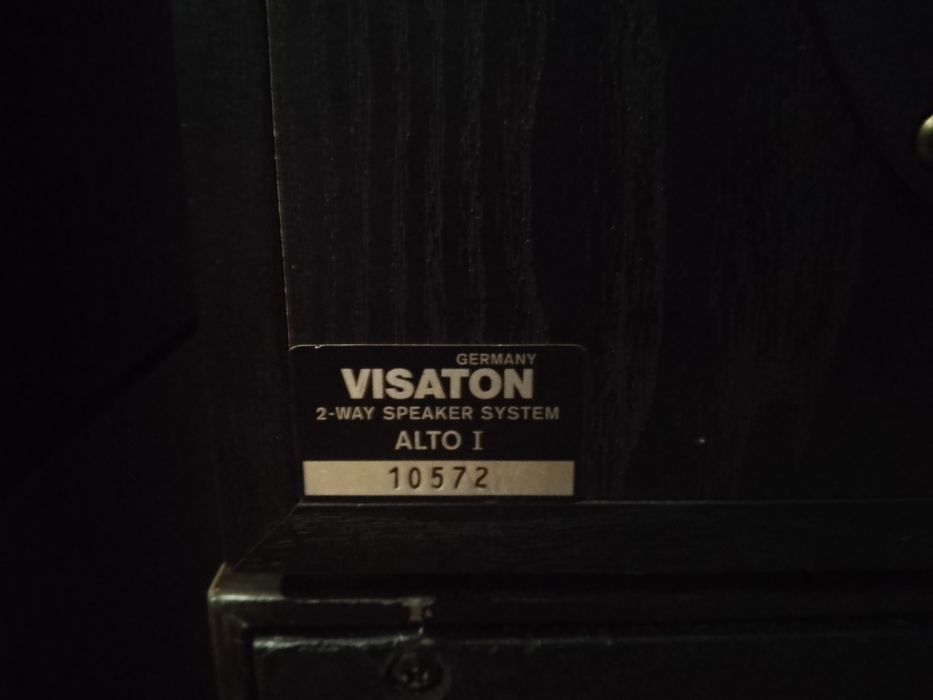 GERMANY
VISATON
2-WAY SPEAKER SYSTEM
ALTO I
10572